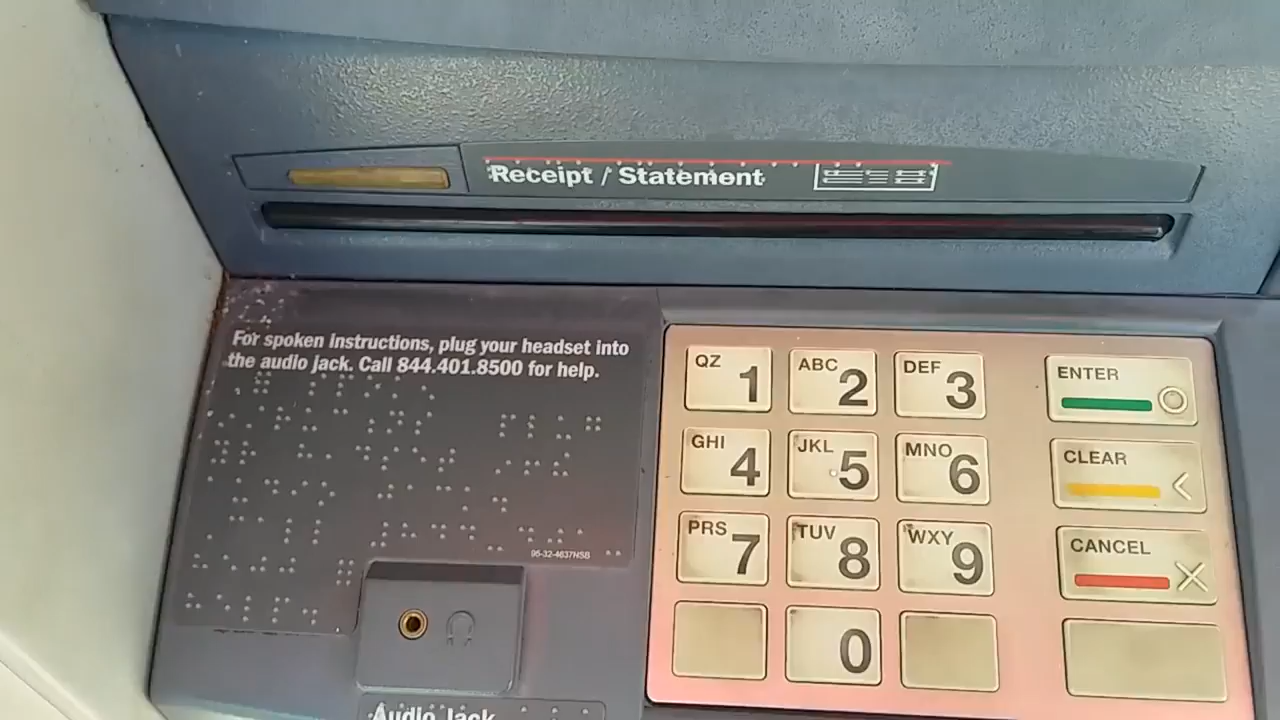 Receipt / Statement
For spoken instructions, plug your headset into
the audio jack. Call 844.401.8500 for help.
95-32-4637HSB
Audio Jack
QZ 1
ABC 2
DEF 3
ENTER
GHI 4
JKL 5
MNO 6
CLEAR
PRS 7
TUV 8
WXY 9
CANCEL
0